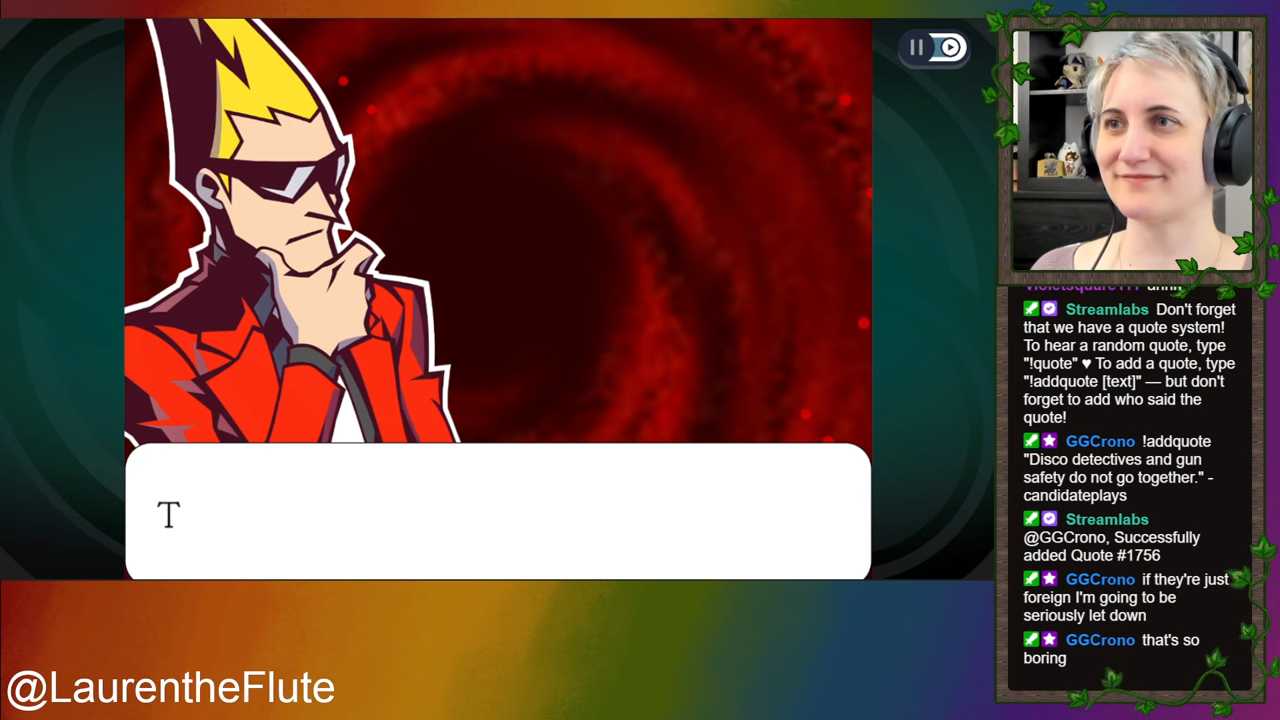 T
@LaurentheFlute
Streamlabs Don't forget
that we have a quote system!
To hear a random quote, type
"!quote" ♥ To add a quote, type
"!addquote [text]" — but don't
forget to add who said the
quote!
GGCrono !addquote
"Disco detectives and gun
safety do not go together." -
candidateplays
Streamlabs
@GGCrono, Successfully
added Quote #1756
GGCrono if they're just
foreign I'm going to be
seriously let down
GGCrono that's so
boring